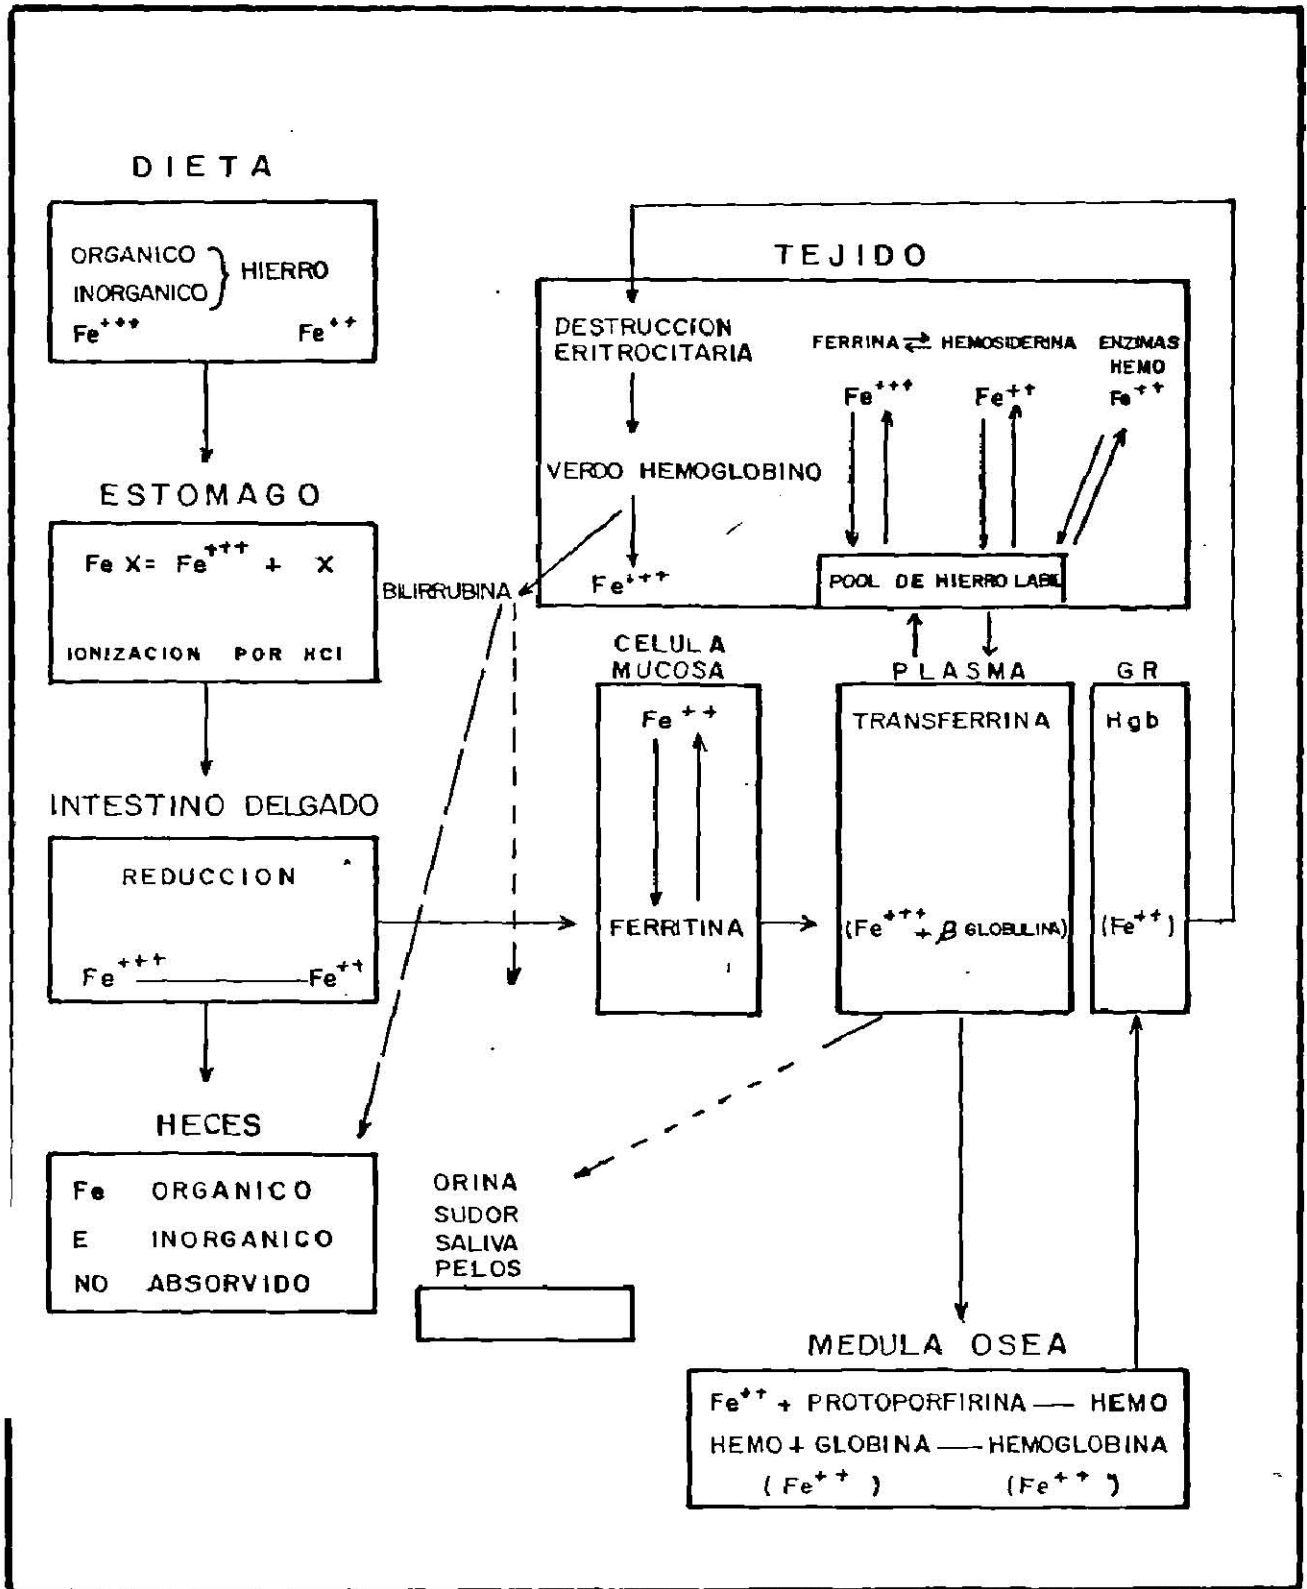 DIETA
ORGANICO
INORGANICO
} HIERRO
Fe+++ Fe++
ESTOMAGO
Fe X= Fe+++ + X
IONIZACION POR HCl
INTESTINO DELGADO
REDUCCION
Fe+++ ——— Fe++
HECES
Fe ORGANICO
E INORGANICO
NO ABSORVIDO
BILIRRUBINA
ORINA
SUDOR
SALIVA
PELOS
TEJIDO
DESTRUCCION
ERITROCITARIA
VERDO HEMOGLOBINO
Fe+++
FERRINA ⇄ HEMOSIDERINA
Fe+++ Fe++
ENZIMAS
HEMO
Fe++
POOL DE HIERRO LABIL
CELULA
MUCOSA
Fe++
FERRITINA
PLASMA
TRANSFERRINA
(Fe+++ + β GLOBULINA)
GR
Hgb
(Fe++)
MEDULA OSEA
Fe++ + PROTOPORFIRINA — HEMO
HEMO + GLOBINA — HEMOGLOBINA
(Fe++) (Fe++)